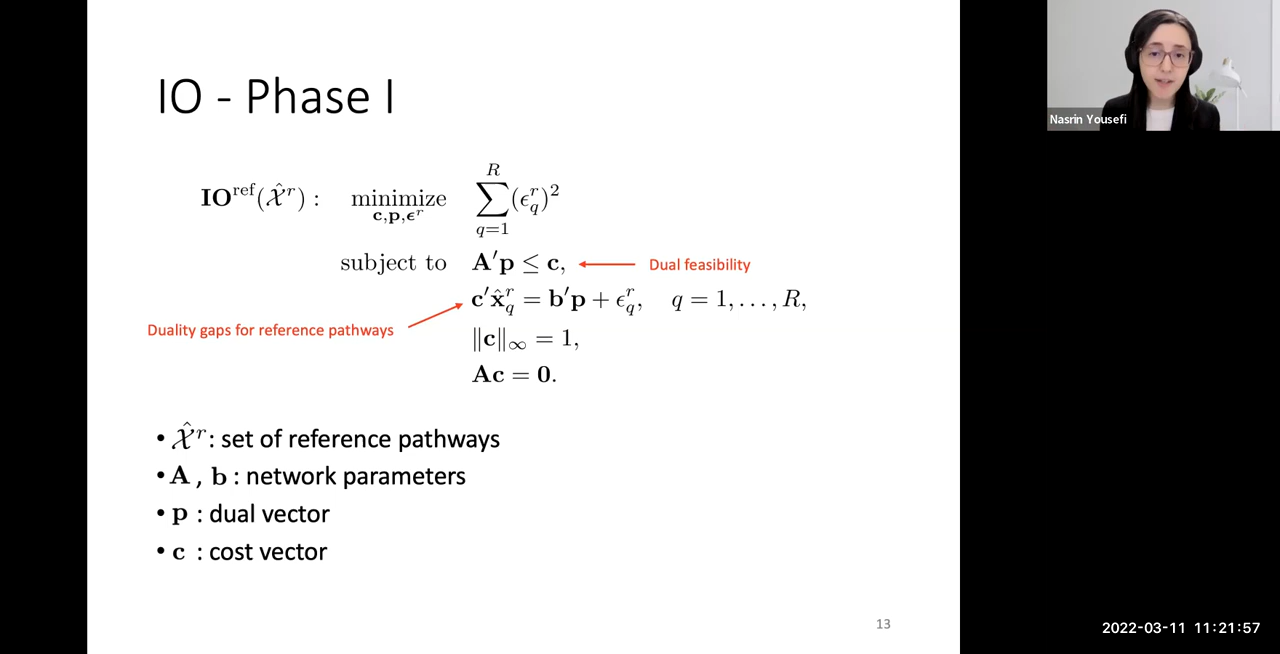 IO - Phase I
Nasrin Yousefi
IO^ref(𝒳̂^r) : minimize_{c,p,ϵ^r} ∑_{q=1}^{R} (ϵ_q^r)^2
subject to A′p ≤ c, Dual feasibility
c′x̂_q^r = b′p + ϵ_q^r, q = 1, . . . , R,
Duality gaps for reference pathways
‖c‖_∞ = 1,
Ac = 0.
• 𝒳̂^r : set of reference pathways
• A , b : network parameters
• p : dual vector
• c : cost vector
13
2022-03-11 11:21:57